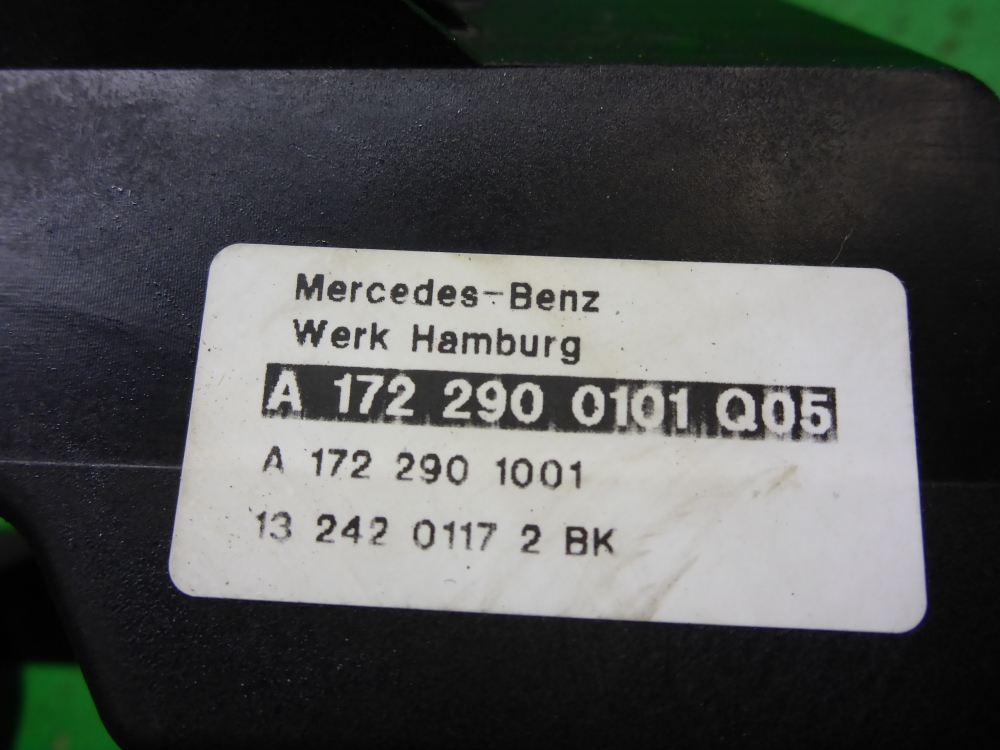 Mercedes-Benz
Werk Hamburg
A 172 290 0101 Q05
A 172 290 1001
13 242 0117 2 BK